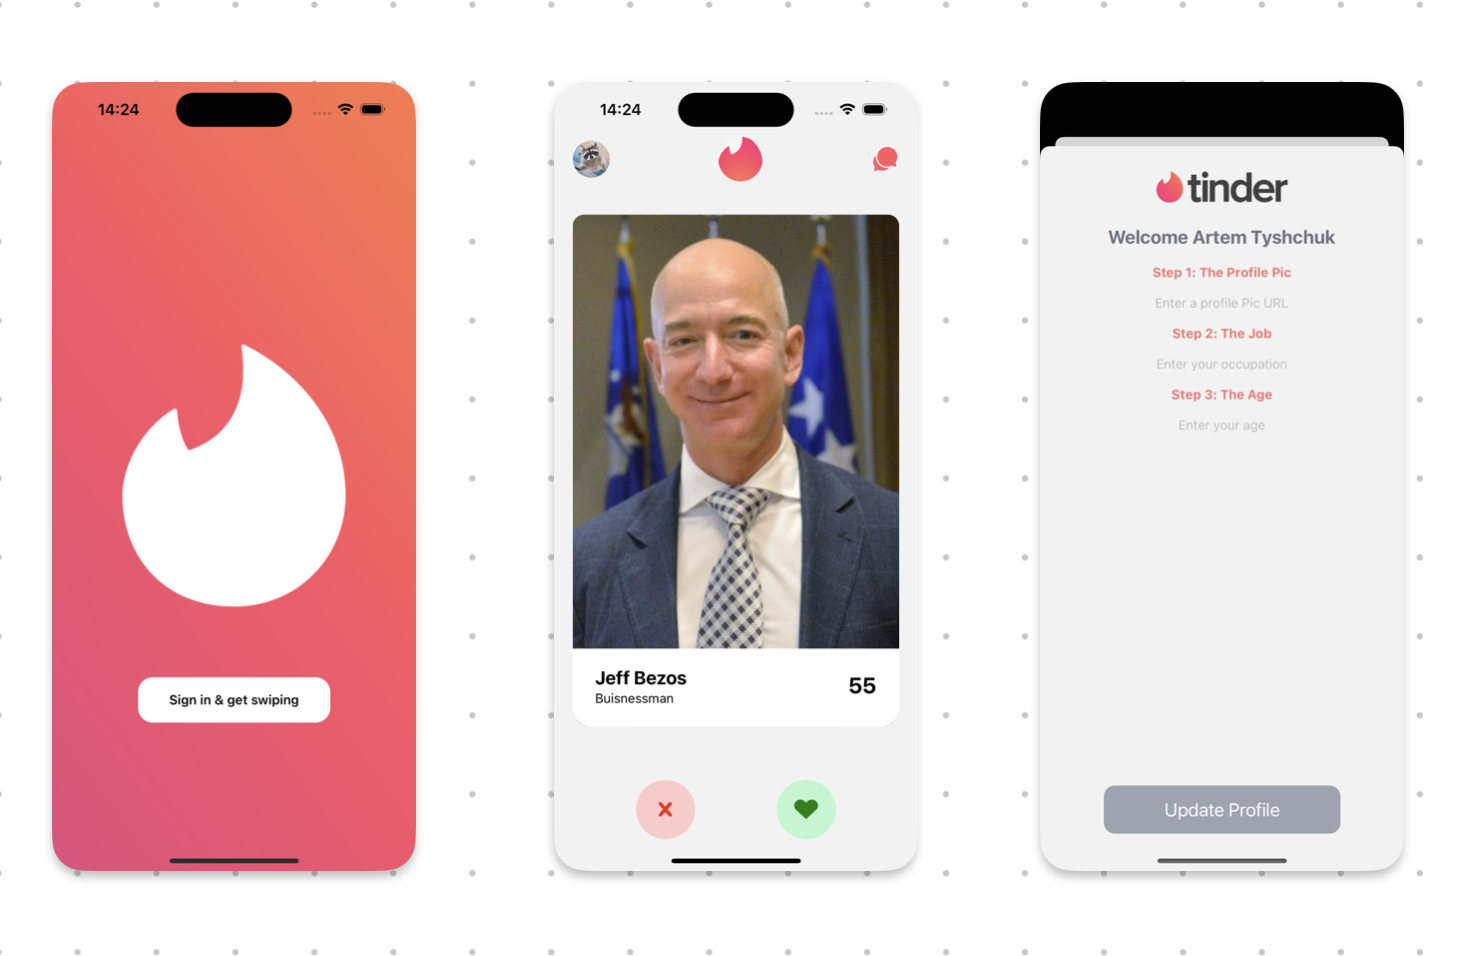 14:24
Sign in & get swiping
14:24
Jeff Bezos
Buisnessman
55
tinder
Welcome Artem Tyshchuk
Step 1: The Profile Pic
Enter a profile Pic URL
Step 2: The Job
Enter your occupation
Step 3: The Age
Enter your age
Update Profile